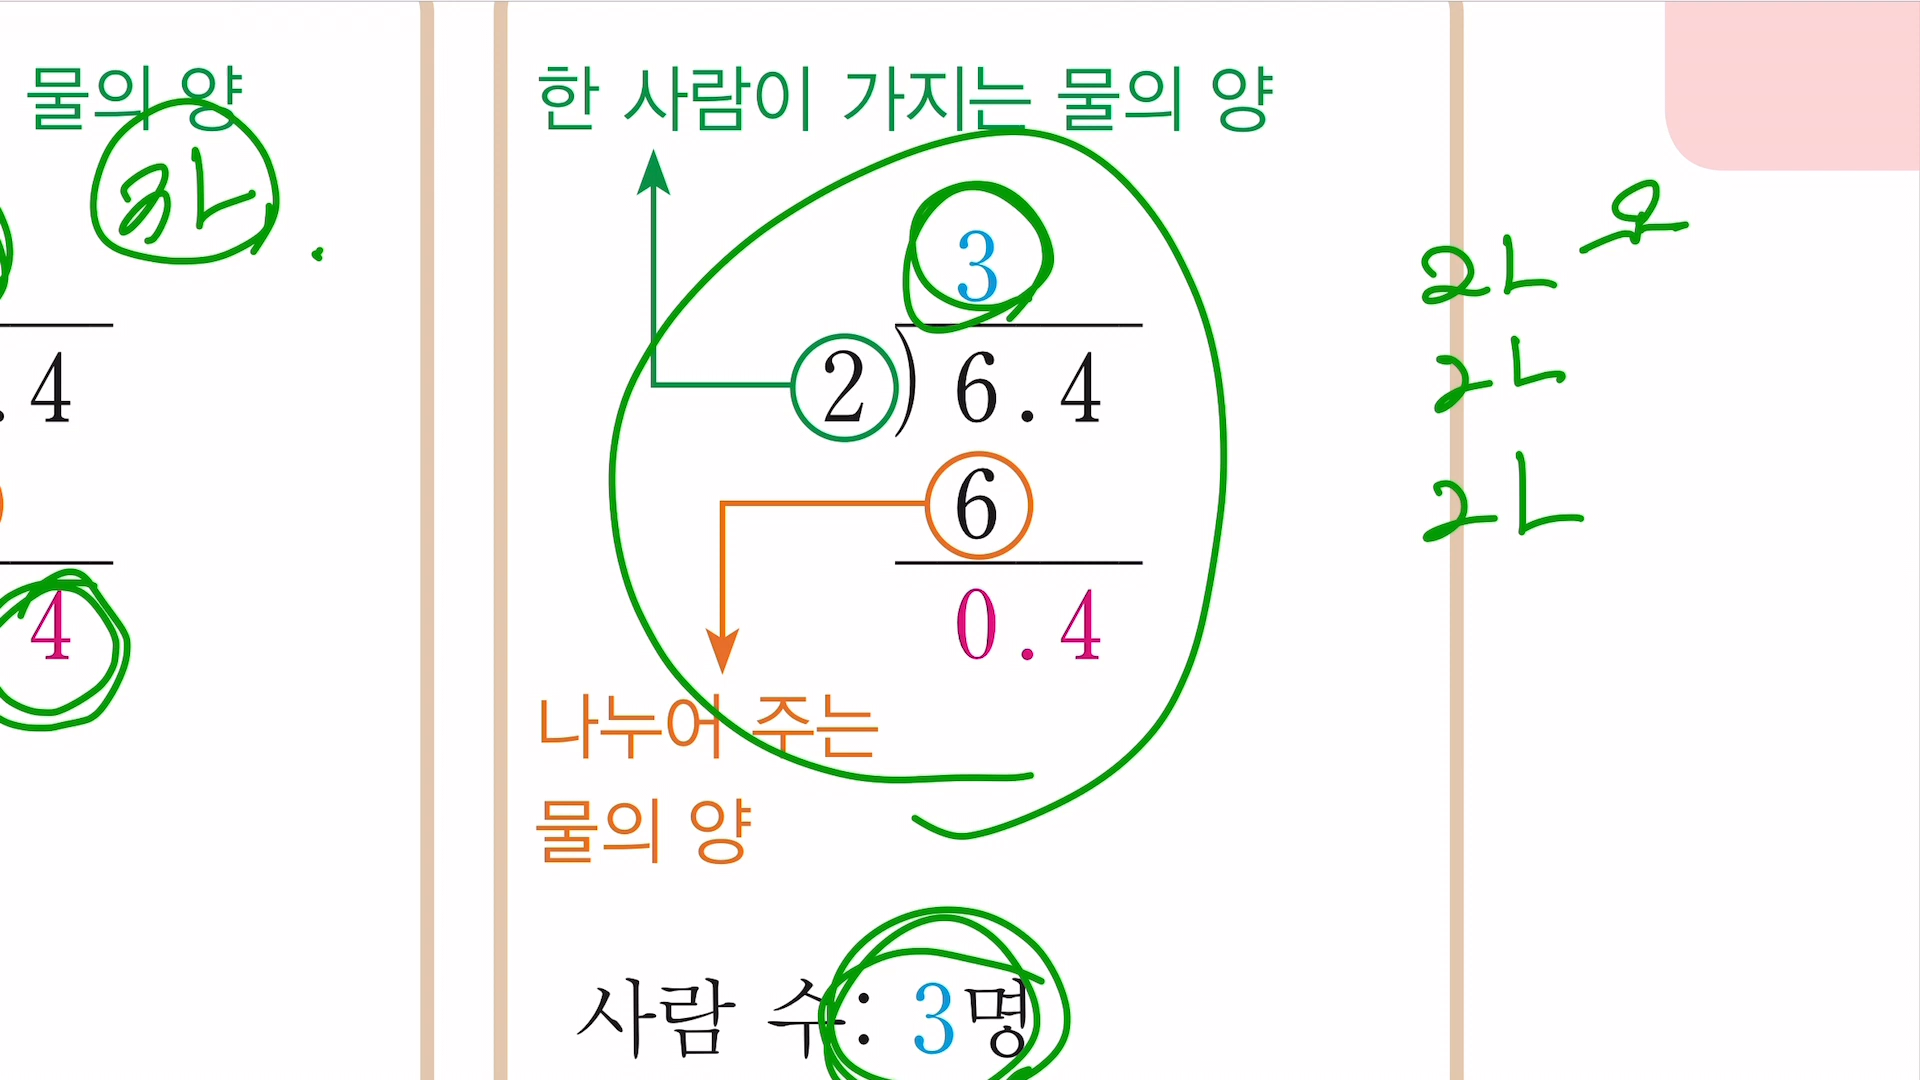 물의 양
3L.
.4
4
한 사람이 가지는 물의 양
3
2)6.4
6
0.4
나누어 주는
물의 양
사람 수: 3명
2L
2L
2L